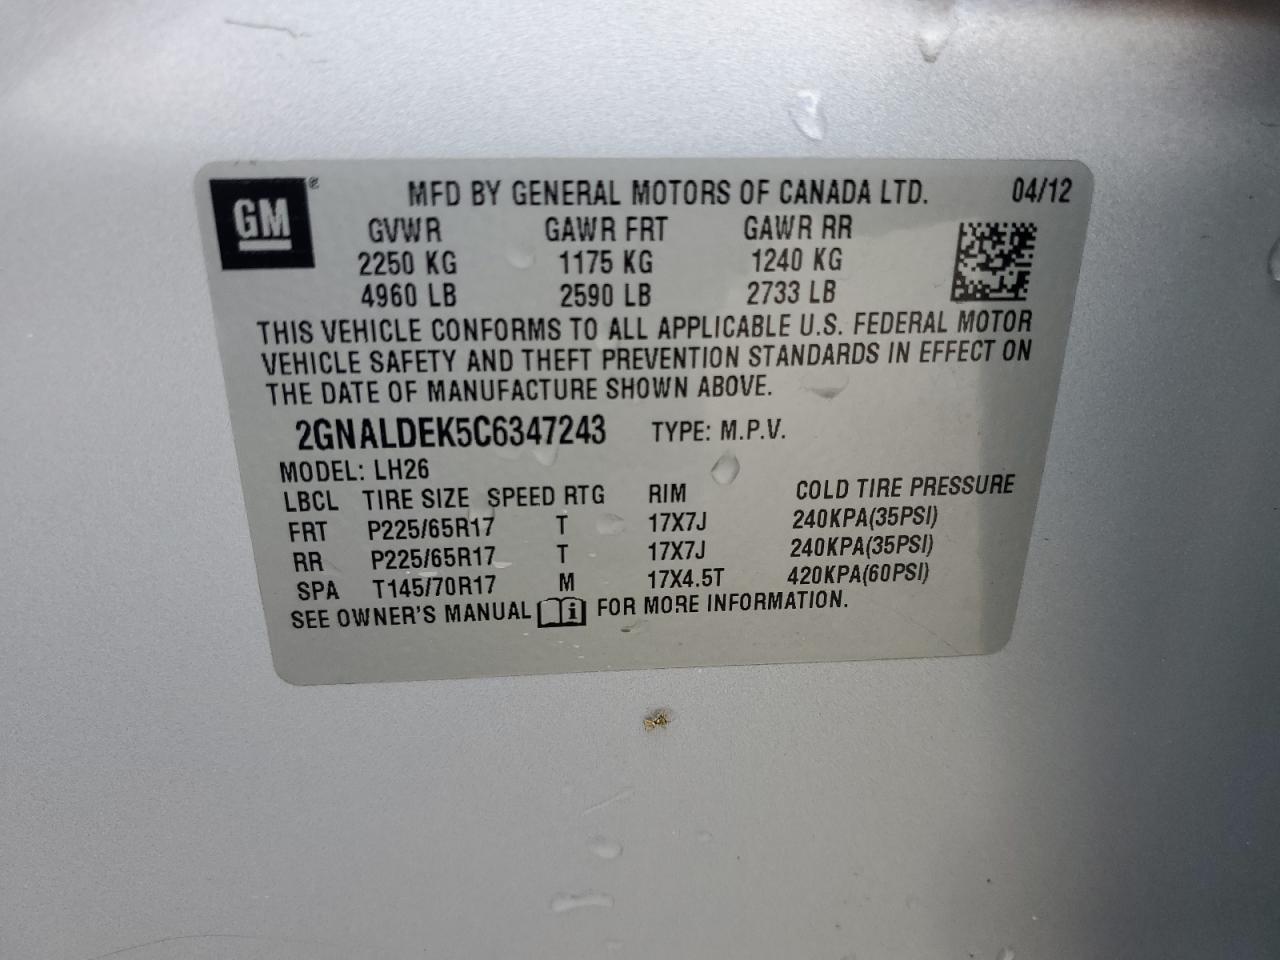 GM ®
MFD BY GENERAL MOTORS OF CANADA LTD. 04/12
GVWR GAWR FRT GAWR RR
2250 KG 1175 KG 1240 KG
4960 LB 2590 LB 2733 LB
THIS VEHICLE CONFORMS TO ALL APPLICABLE U.S. FEDERAL MOTOR
VEHICLE SAFETY AND THEFT PREVENTION STANDARDS IN EFFECT ON
THE DATE OF MANUFACTURE SHOWN ABOVE.
2GNALDEK5C6347243 TYPE: M.P.V.
MODEL: LH26
LBCL TIRE SIZE SPEED RTG RIM COLD TIRE PRESSURE
FRT P225/65R17 T 17X7J 240KPA(35PSI)
RR P225/65R17 T 17X7J 240KPA(35PSI)
SPA T145/70R17 M 17X4.5T 420KPA(60PSI)
SEE OWNER'S MANUAL i FOR MORE INFORMATION.